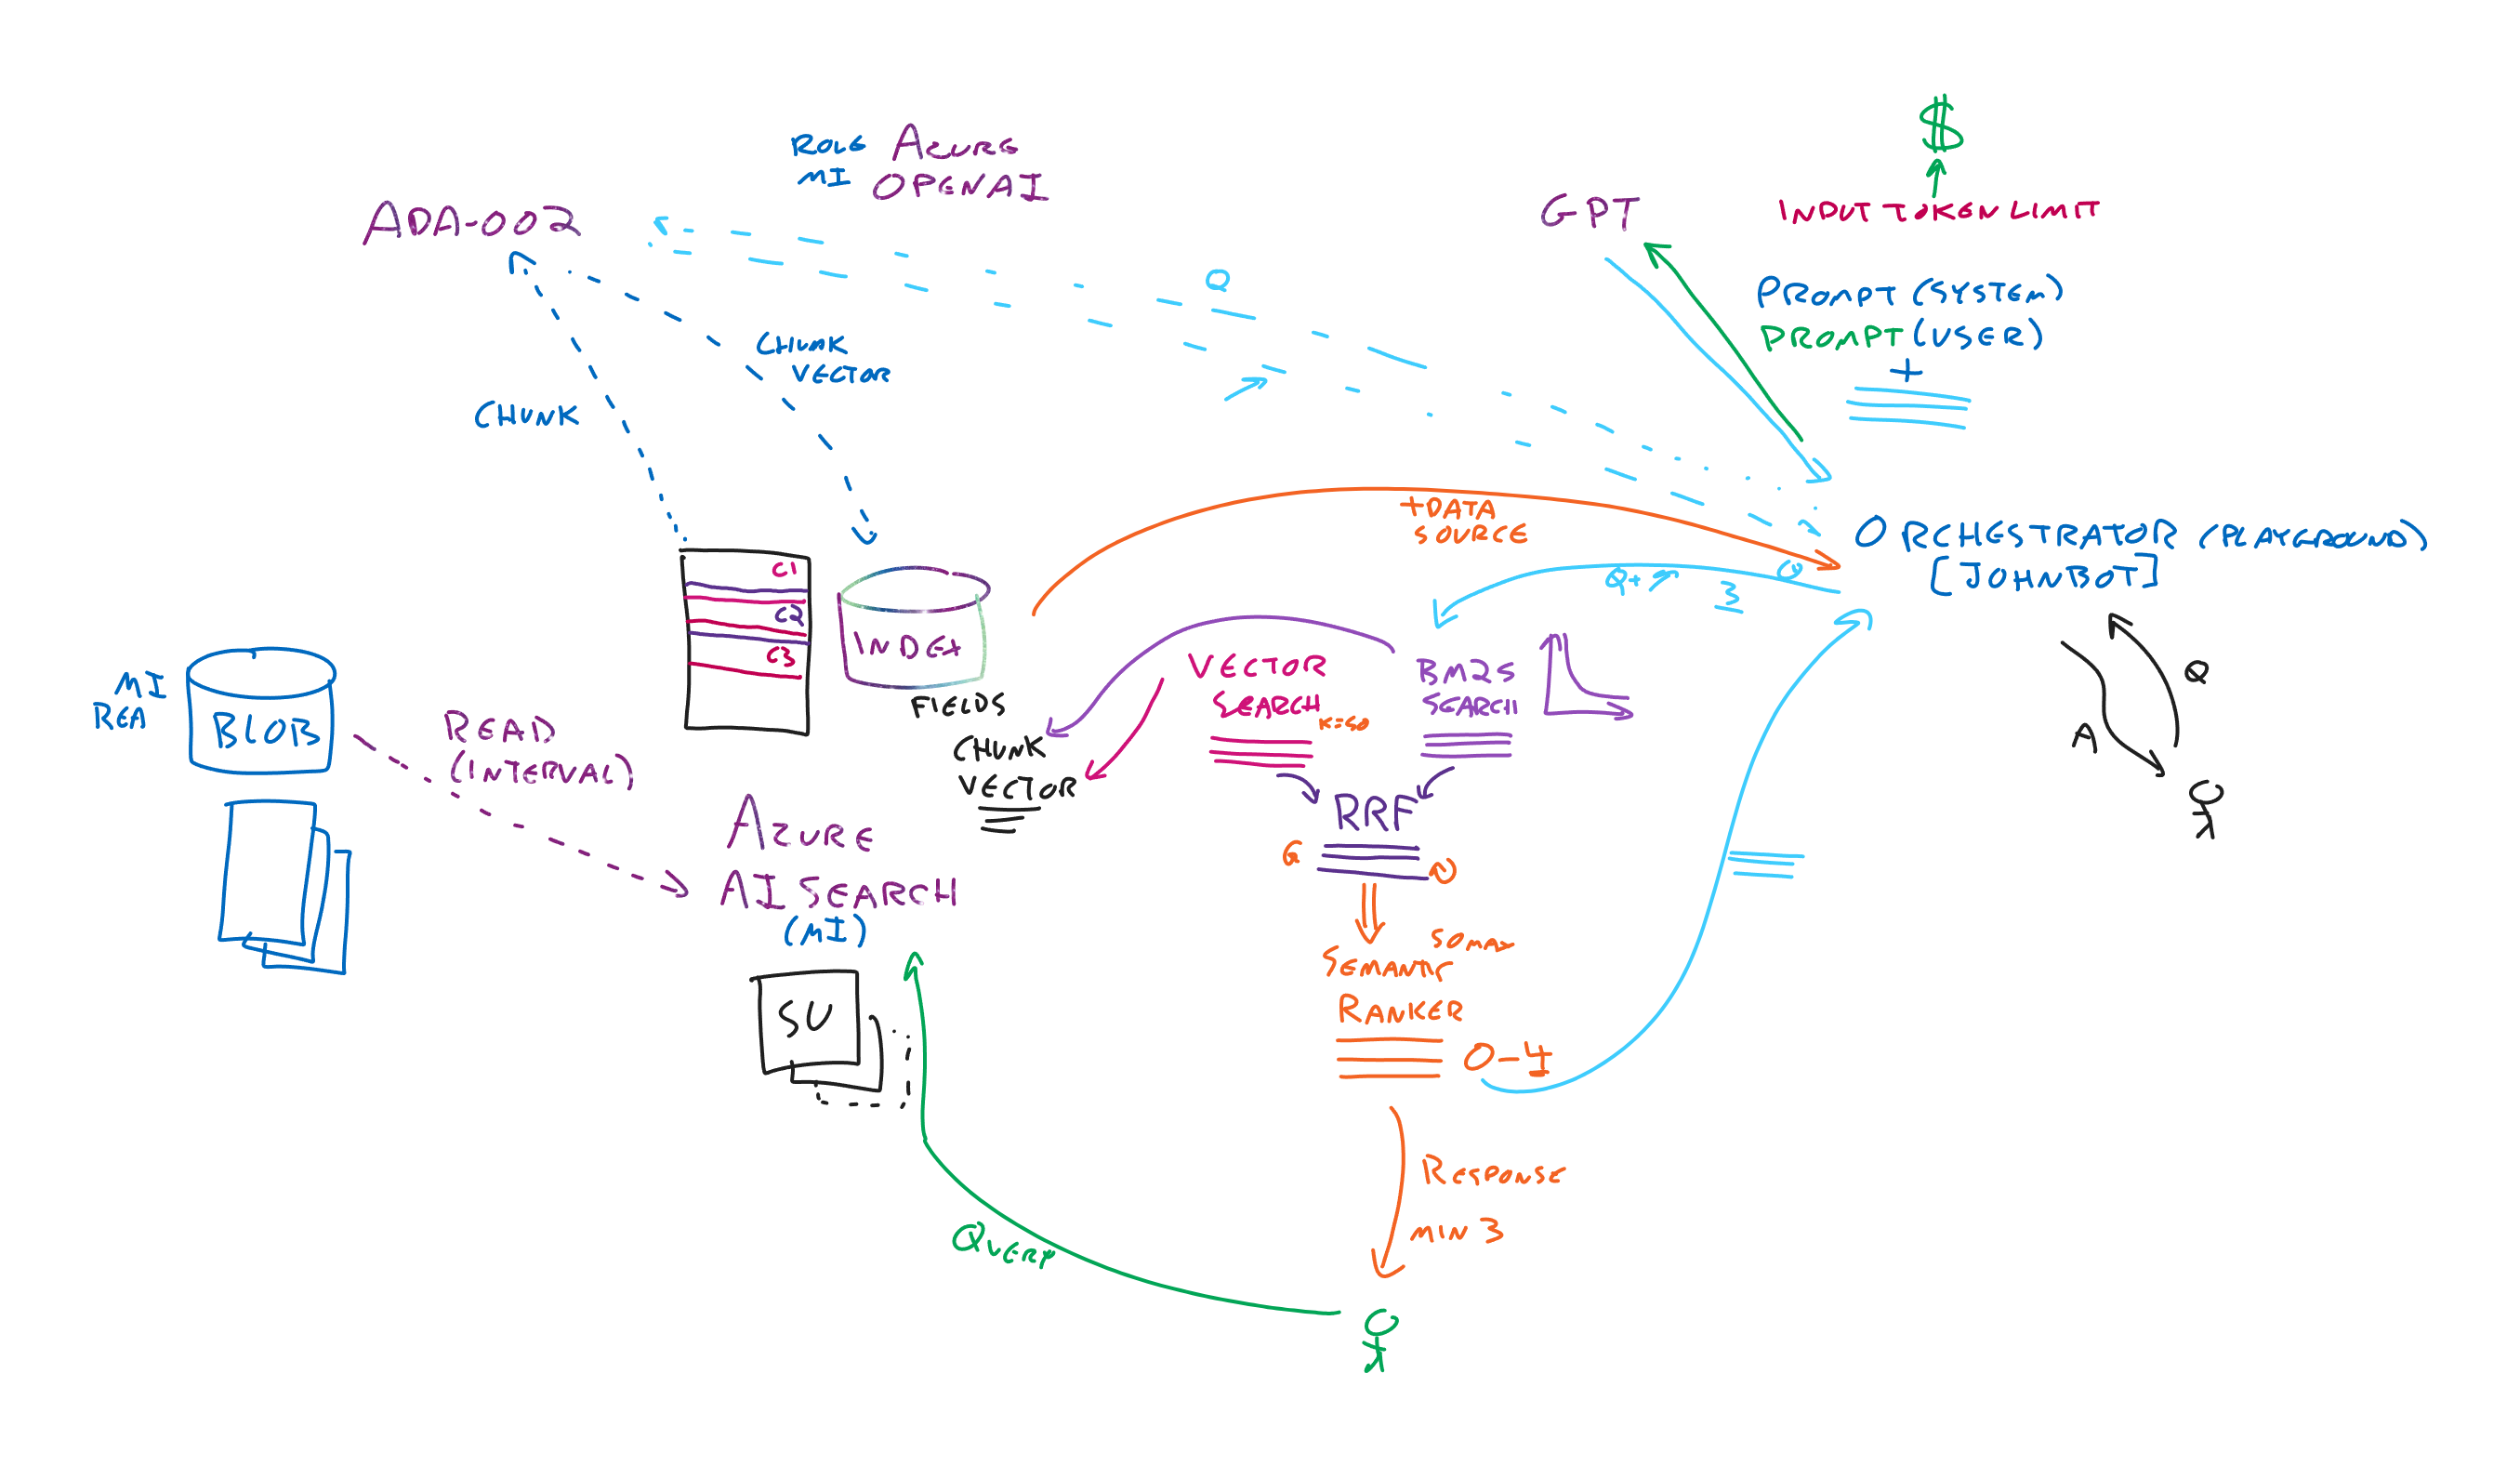 $
INPUT TOKEN LIMIT
ROLE
MI
AZURE
OPENAI
ADA-002
GPT
PROMPT (SYSTEM)
PROMPT (USER)
+
Q
CHUNK
VECTOR
CHUNK
+DATA
SOURCE
ORCHESTRATOR (PLAYGROUND)
[JOHNBOT]
C1
C2
C3
INDEX
FIELDS
CHUNK
VECTOR
Q+
3
VECTOR
SEARCH
K=50
BM25
SEARCH
Q
A
MI
REA
BLOB
READ
(INTERVAL)
RRF
AZURE
AI SEARCH
(MI)
50 MAX
SEMANTIC
RANKER
0-4
SU
RESPONSE
MIN 3
QUERY